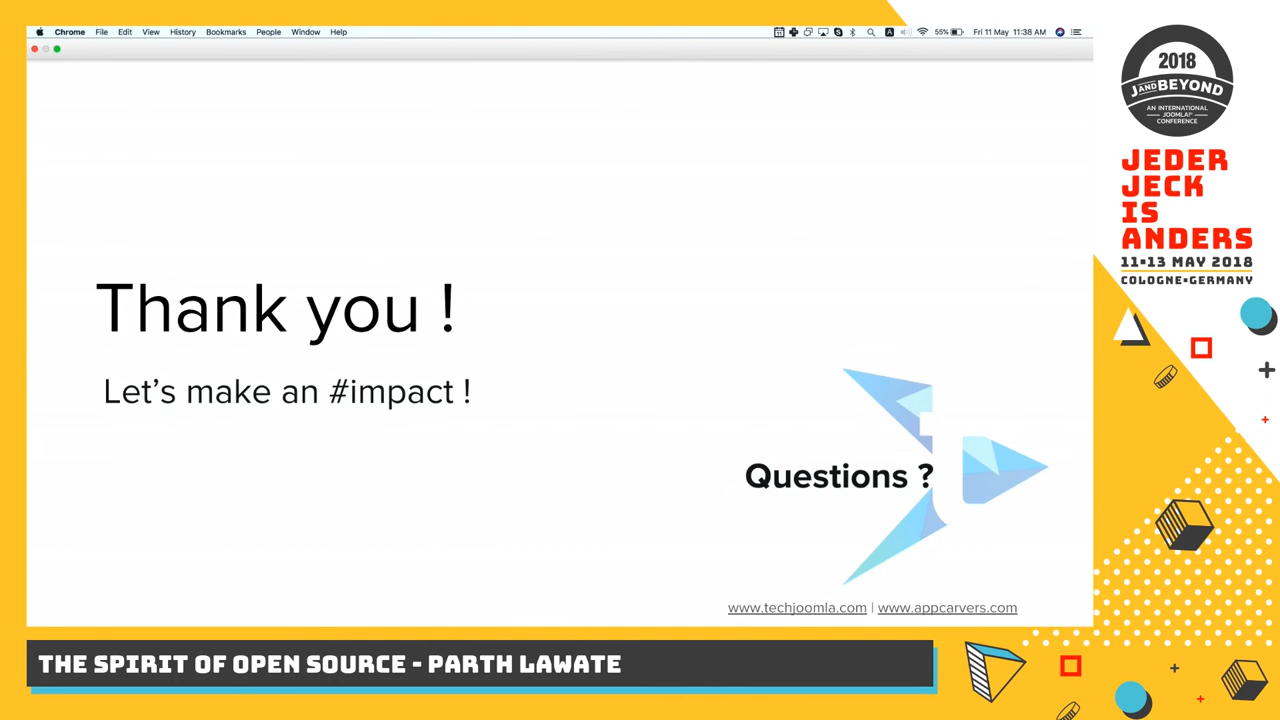 Chrome File Edit View History Bookmarks People Window Help
55% Fri 11 May 11:38 AM
2018
J AND BEYOND
AN INTERNATIONAL
JOOMLA!®
CONFERENCE
JEDER
JECK
IS
ANDERS
11•13 MAY 2018
COLOGNE•GERMANY
Thank you !
Let's make an #impact !
Questions ?
www.techjoomla.com | www.appcarvers.com
THE SPIRIT OF OPEN SOURCE - PARTH LAWATE